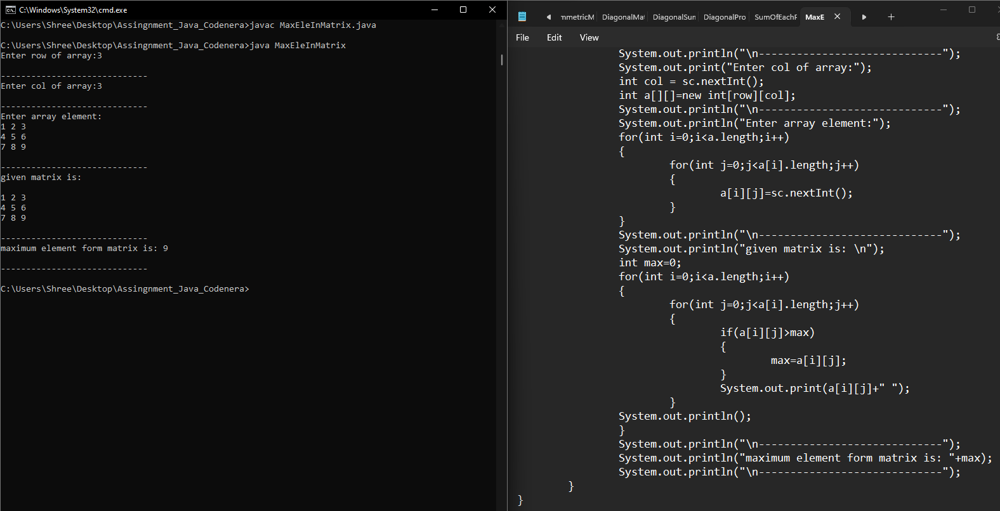 C:\Windows\System32\cmd.exe
C:\Users\Shree\Desktop\Assingnment_Java_Codenera>javac MaxEleInMatrix.java
C:\Users\Shree\Desktop\Assingnment_Java_Codenera>java MaxEleInMatrix
Enter row of array:3
-----------------------------
Enter col of array:3
-----------------------------
Enter array element:
1 2 3
4 5 6
7 8 9
-----------------------------
given matrix is:
1 2 3
4 5 6
7 8 9
-----------------------------
maximum element form matrix is: 9
-----------------------------
C:\Users\Shree\Desktop\Assingnment_Java_Codenera>
mmetricM DiagonalMat DiagonalSum DiagonalPro SumOfEachR MaxE
File Edit View
System.out.println("\n-----------------------------");
System.out.print("Enter col of array:");
int col = sc.nextInt();
int a[][]=new int[row][col];
System.out.println("\n-----------------------------");
System.out.println("Enter array element:");
for(int i=0;i<a.length;i++)
{
for(int j=0;j<a[i].length;j++)
{
a[i][j]=sc.nextInt();
}
}
System.out.println("\n-----------------------------");
System.out.println("given matrix is: \n");
int max=0;
for(int i=0;i<a.length;i++)
{
for(int j=0;j<a[i].length;j++)
{
if(a[i][j]>max)
{
max=a[i][j];
}
System.out.print(a[i][j]+" ");
}
System.out.println();
}
System.out.println("\n-----------------------------");
System.out.println("maximum element form matrix is: "+max);
System.out.println("\n-----------------------------");
}
}